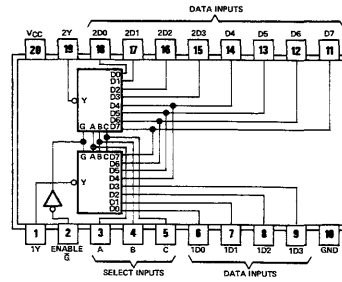 DATA INPUTS
VCC 2Y 2D0 2D1 2D2 2D3 D4 D5 D6 D7
20 19 18 17 16 15 14 13 12 11
D0
D1
D2
D3
D4
D5
D6
D7
Y
G A B C
G A B C
D7
D6
D5
D4
D3
D2
D1
D0
Y
1 2 3 4 5 6 7 8 9 10
1Y ENABLE A B C 1D0 1D1 1D2 1D3 GND
G̅
SELECT INPUTS DATA INPUTS